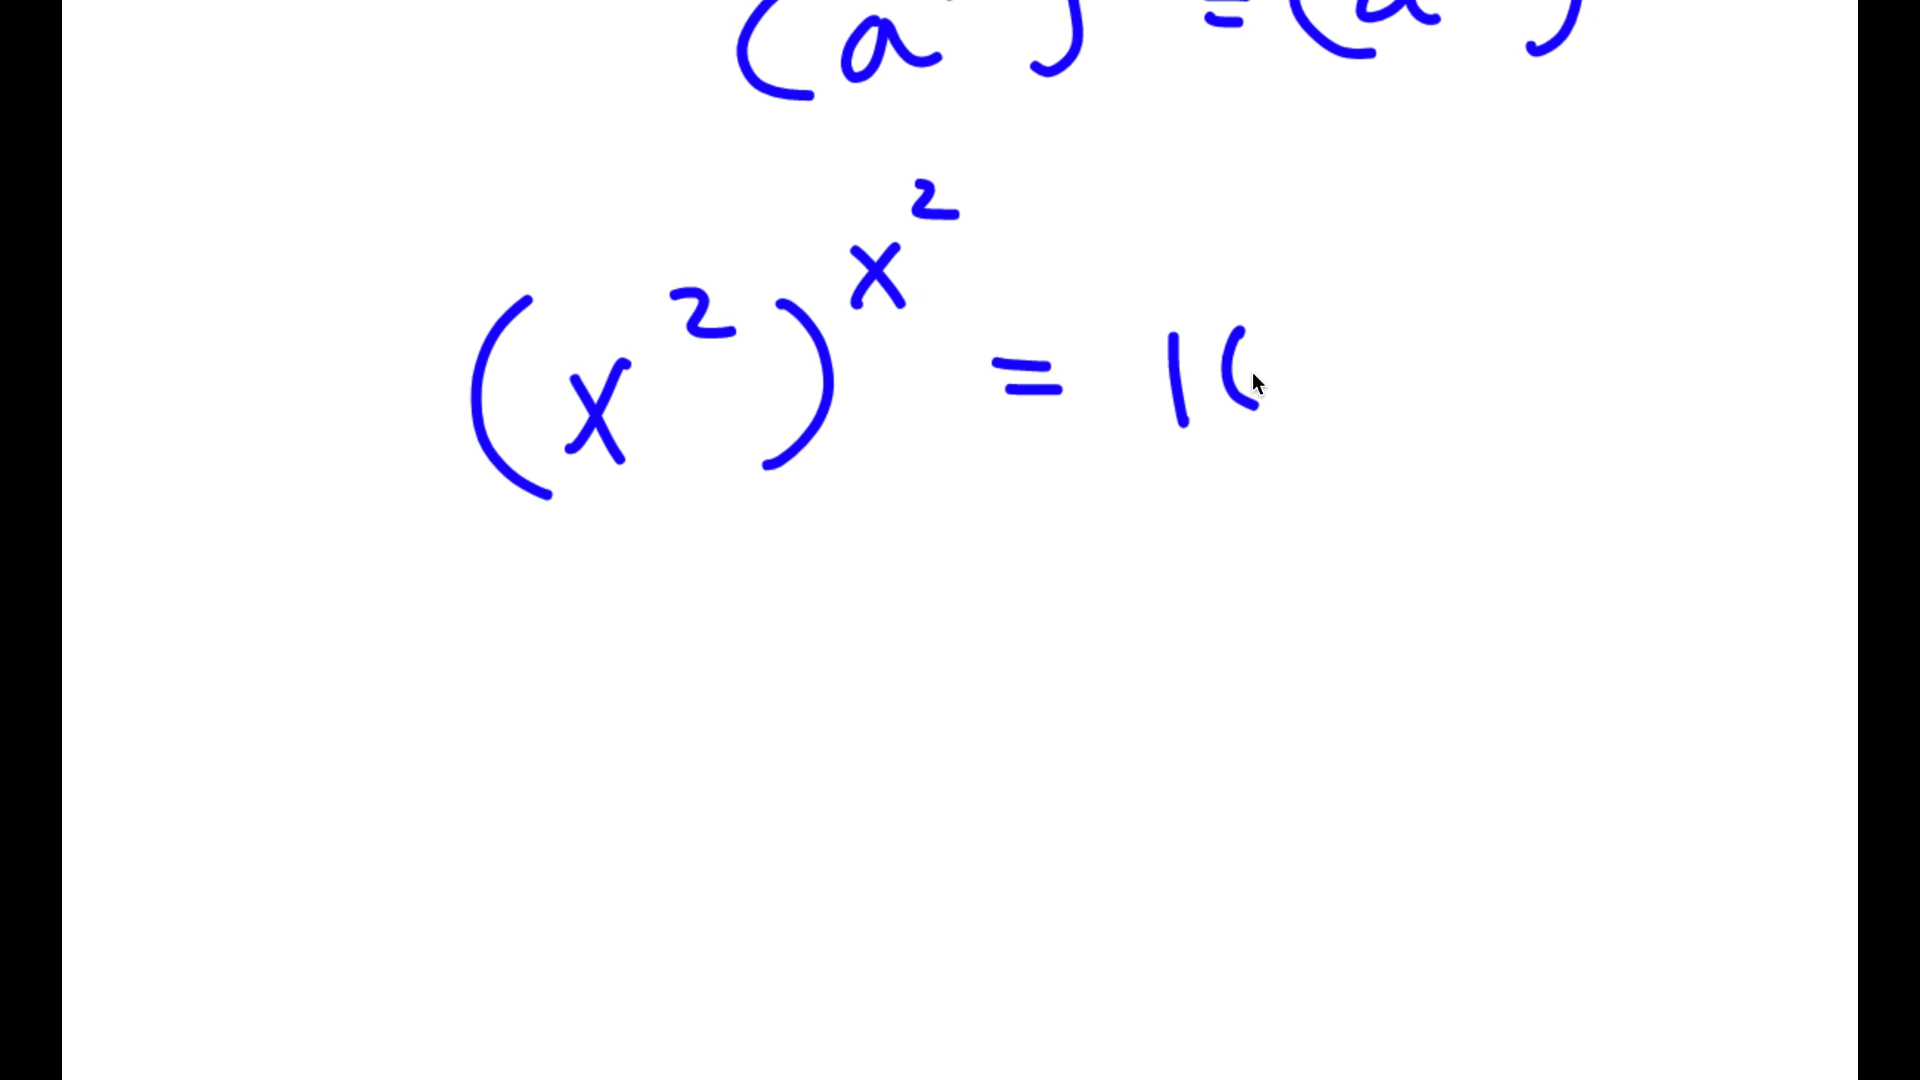 (a ) = (a )
(x²)^x² = 1